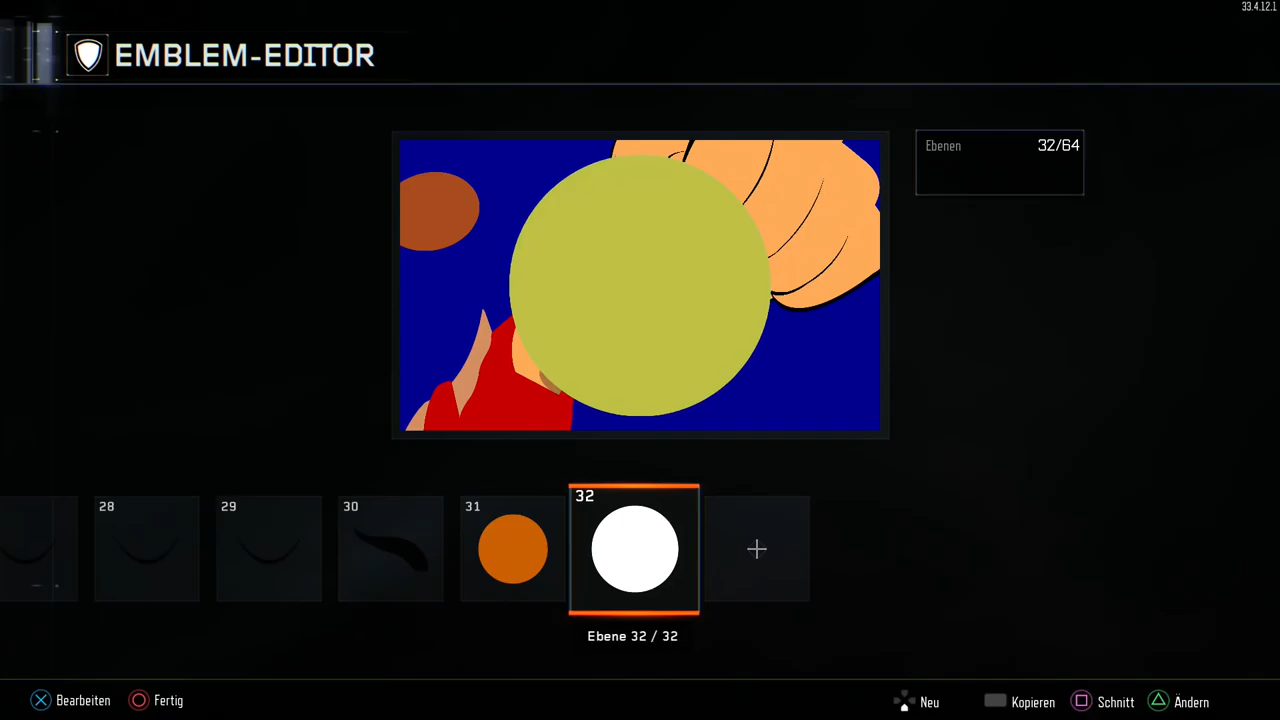 33.4.12.1
EMBLEM-EDITOR
Ebenen 32/64
28 29 30 31 32
Ebene 32 / 32
Bearbeiten Fertig Neu Kopieren Schnitt Ändern